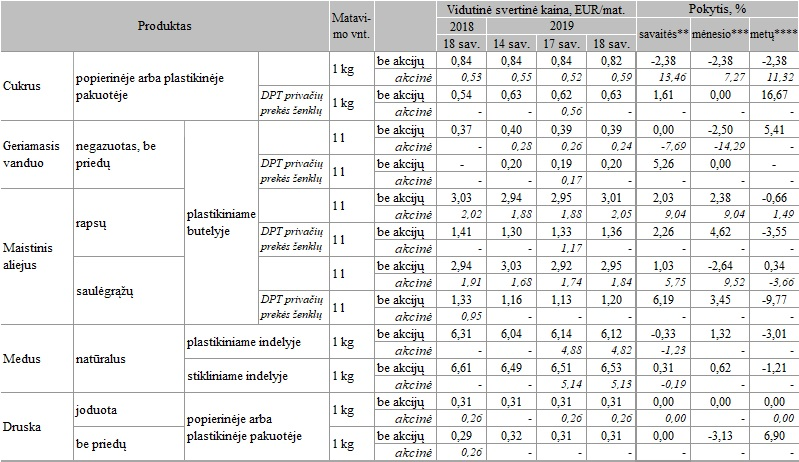 Produktas Matavi- mo vnt. Vidutinė svertinė kaina, EUR/mat. Pokytis, %
2018 2019 savaitės** mėnesio*** metų****
18 sav. 14 sav. 17 sav. 18 sav.
Cukrus popierinėje arba plastikinėje pakuotėje 1 kg be akcijų 0,84 0,84 0,84 0,82 -2,38 -2,38 -2,38
akcinė 0,53 0,55 0,52 0,59 13,46 7,27 11,32
DPT privačių prekės ženklų 1 kg be akcijų 0,54 0,63 0,62 0,63 1,61 0,00 16,67
akcinė - - 0,56 - - - -
Geriamasis vanduo negazuotas, be priedų plastikiniame butelyje 1 l be akcijų 0,37 0,40 0,39 0,39 0,00 -2,50 5,41
akcinė - 0,28 0,26 0,24 -7,69 -14,29 -
DPT privačių prekės ženklų 1 l be akcijų - 0,20 0,19 0,20 5,26 0,00 -
akcinė - - 0,17 - - - -
Maistinis aliejus rapsų 1 l be akcijų 3,03 2,94 2,95 3,01 2,03 2,38 -0,66
akcinė 2,02 1,88 1,88 2,05 9,04 9,04 1,49
DPT privačių prekės ženklų 1 l be akcijų 1,41 1,30 1,33 1,36 2,26 4,62 -3,55
akcinė - - 1,17 - - - -
saulėgrąžų 1 l be akcijų 2,94 3,03 2,92 2,95 1,03 -2,64 0,34
akcinė 1,91 1,68 1,74 1,84 5,75 9,52 -3,66
DPT privačių prekės ženklų 1 l be akcijų 1,33 1,16 1,13 1,20 6,19 3,45 -9,77
akcinė 0,95 - - - - - -
Medus natūralus plastikiniame indelyje 1 kg be akcijų 6,31 6,04 6,14 6,12 -0,33 1,32 -3,01
akcinė - - 4,88 4,82 -1,23 - -
stikliniame indelyje 1 kg be akcijų 6,61 6,49 6,51 6,53 0,31 0,62 -1,21
akcinė - - 5,14 5,13 -0,19 - -
Druska joduota popierinėje arba plastikinėje pakuotėje 1 kg be akcijų 0,31 0,31 0,31 0,31 0,00 0,00 0,00
akcinė 0,26 - 0,26 0,26 0,00 - 0,00
be priedų 1 kg be akcijų 0,29 0,32 0,31 0,31 0,00 -3,13 6,90
akcinė 0,26 - - - - - -